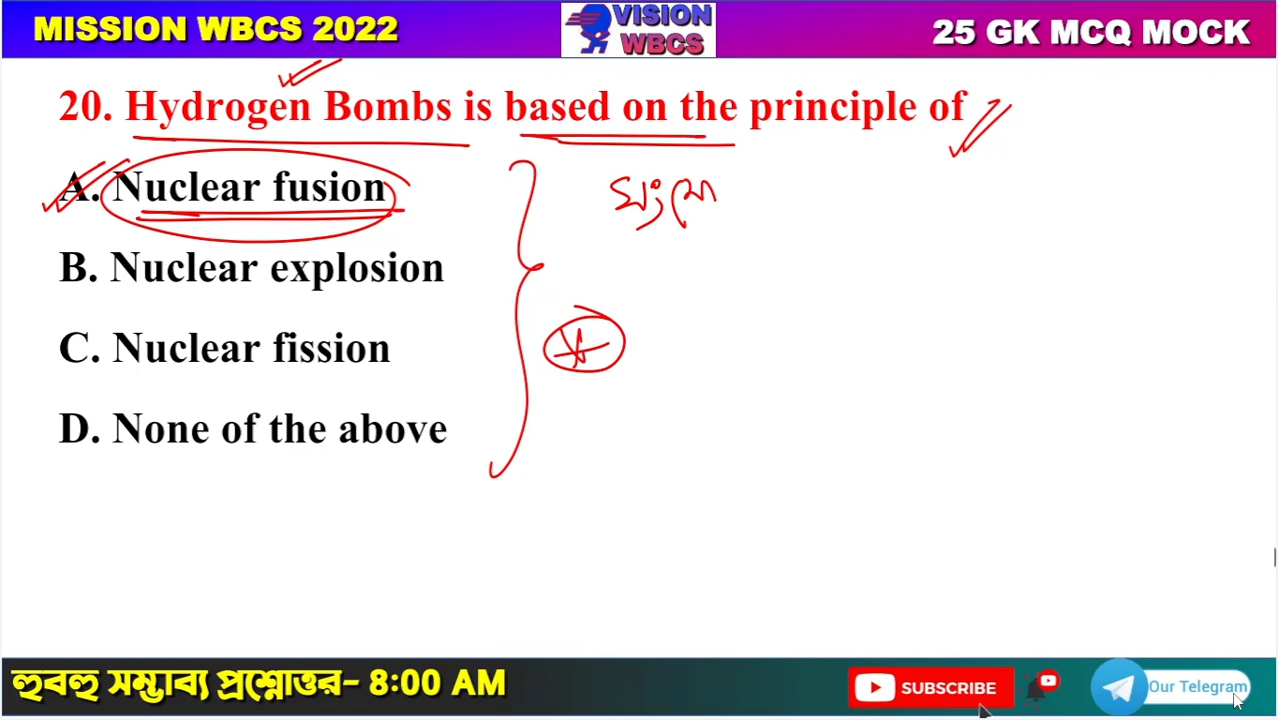 MISSION WBCS 2022
VISION
WBCS
25 GK MCQ MOCK
20. Hydrogen Bombs is based on the principle of
A. Nuclear fusion
B. Nuclear explosion
C. Nuclear fission
D. None of the above
হুবহু সম্ভাব্য প্রশ্নোত্তর- 8:00 AM
SUBSCRIBE
Our Telegram